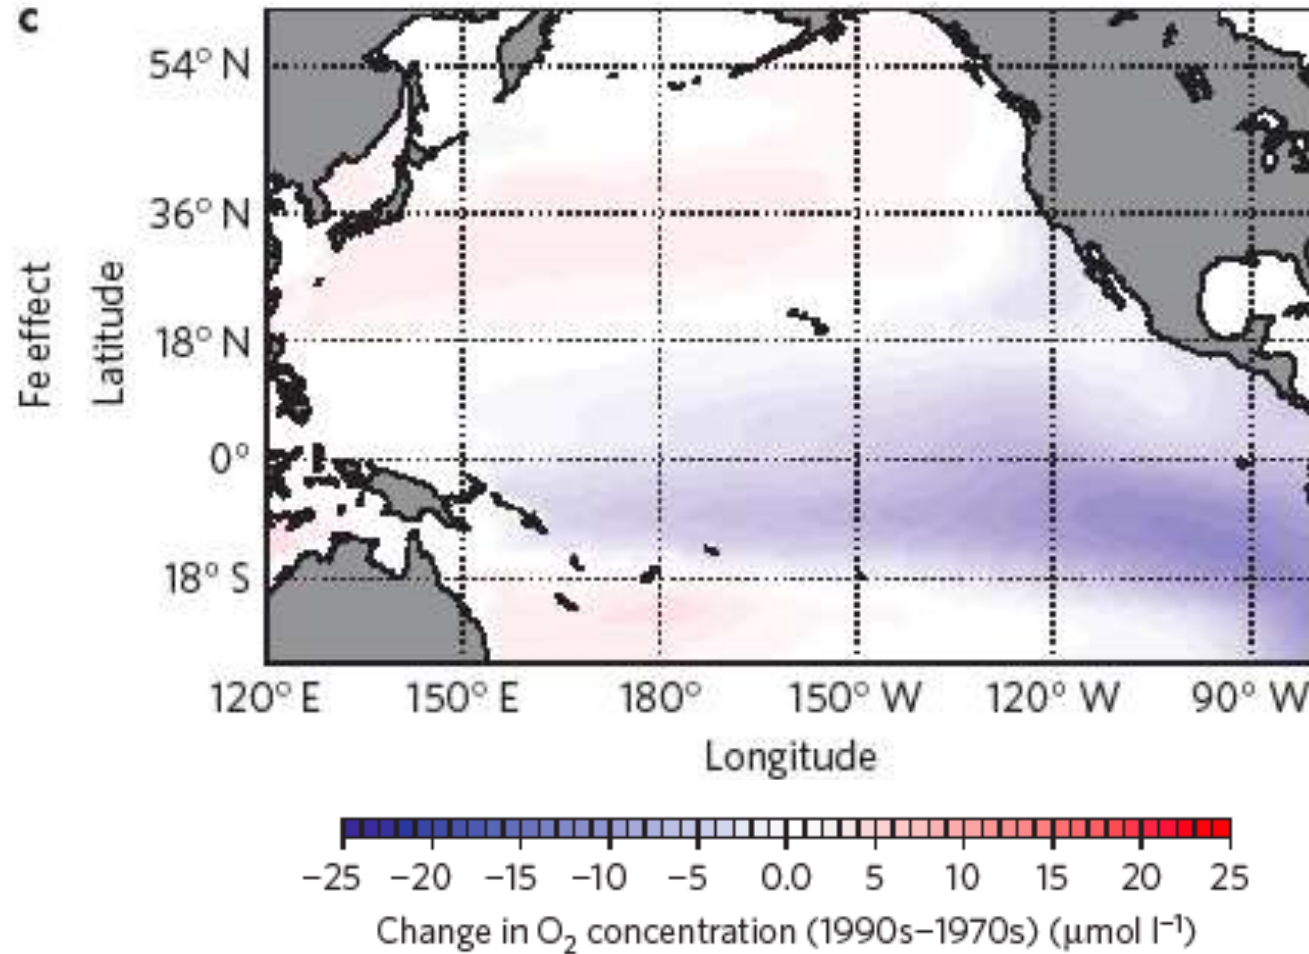 c
Fe effect
Latitude
54° N
36° N
18° N
0°
18° S
120° E 150° E 180° 150° W 120° W 90° W
Longitude
−25 −20 −15 −10 −5 0.0 5 10 15 20 25
Change in O₂ concentration (1990s–1970s) (μmol l⁻¹)